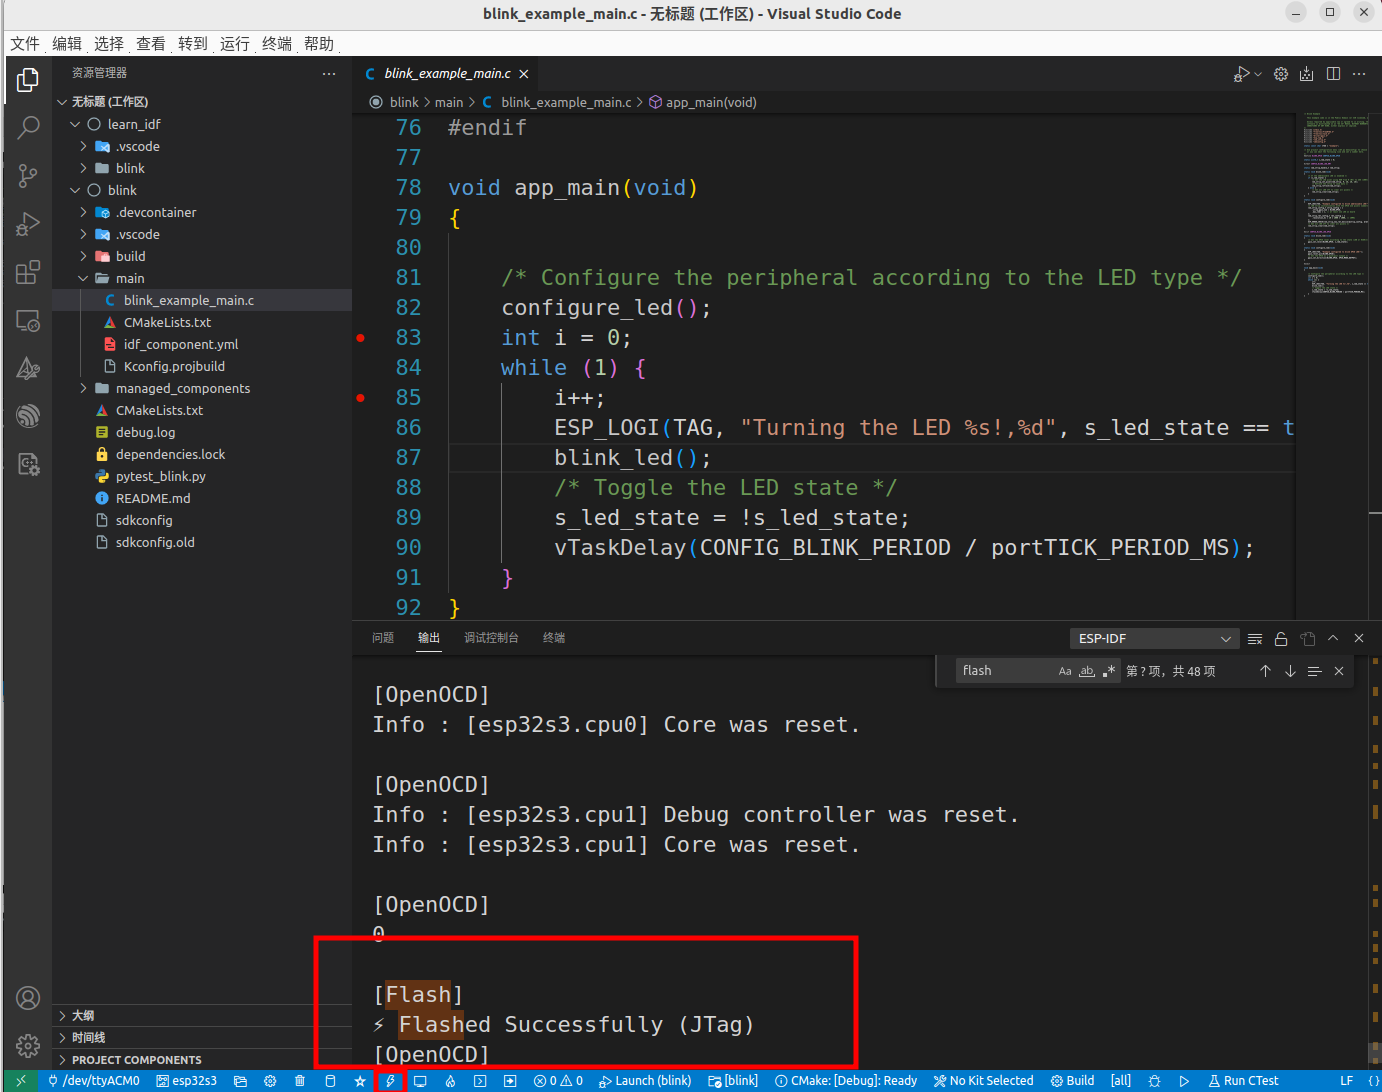 blink_example_main.c - 无标题 (工作区) - Visual Studio Code
文件 编辑 选择 查看 转到 运行 终端 帮助
资源管理器
无标题 (工作区)
learn_idf
.vscode
blink
blink
.devcontainer
.vscode
build
main
blink_example_main.c
CMakeLists.txt
idf_component.yml
Kconfig.projbuild
managed_components
CMakeLists.txt
debug.log
dependencies.lock
pytest_blink.py
README.md
sdkconfig
sdkconfig.old
大纲
时间线
PROJECT COMPONENTS
blink_example_main.c
blink > main > blink_example_main.c > app_main(void)
76 #endif
77
78 void app_main(void)
79 {
80
81 /* Configure the peripheral according to the LED type */
82 configure_led();
83 int i = 0;
84 while (1) {
85 i++;
86 ESP_LOGI(TAG, "Turning the LED %s!,%d", s_led_state == t
87 blink_led();
88 /* Toggle the LED state */
89 s_led_state = !s_led_state;
90 vTaskDelay(CONFIG_BLINK_PERIOD / portTICK_PERIOD_MS);
91 }
92 }
问题 输出 调试控制台 终端
ESP-IDF
flash Aa ab .* 第 ? 项，共 48 项
[OpenOCD]
Info : [esp32s3.cpu0] Core was reset.
[OpenOCD]
Info : [esp32s3.cpu1] Debug controller was reset.
Info : [esp32s3.cpu1] Core was reset.
[OpenOCD]
0
[Flash]
⚡ Flashed Successfully (JTag)
[OpenOCD]
/dev/ttyACM0 esp32s3 0 0 Launch (blink) [blink] CMake: [Debug]: Ready No Kit Selected Build [all] Run CTest LF { }